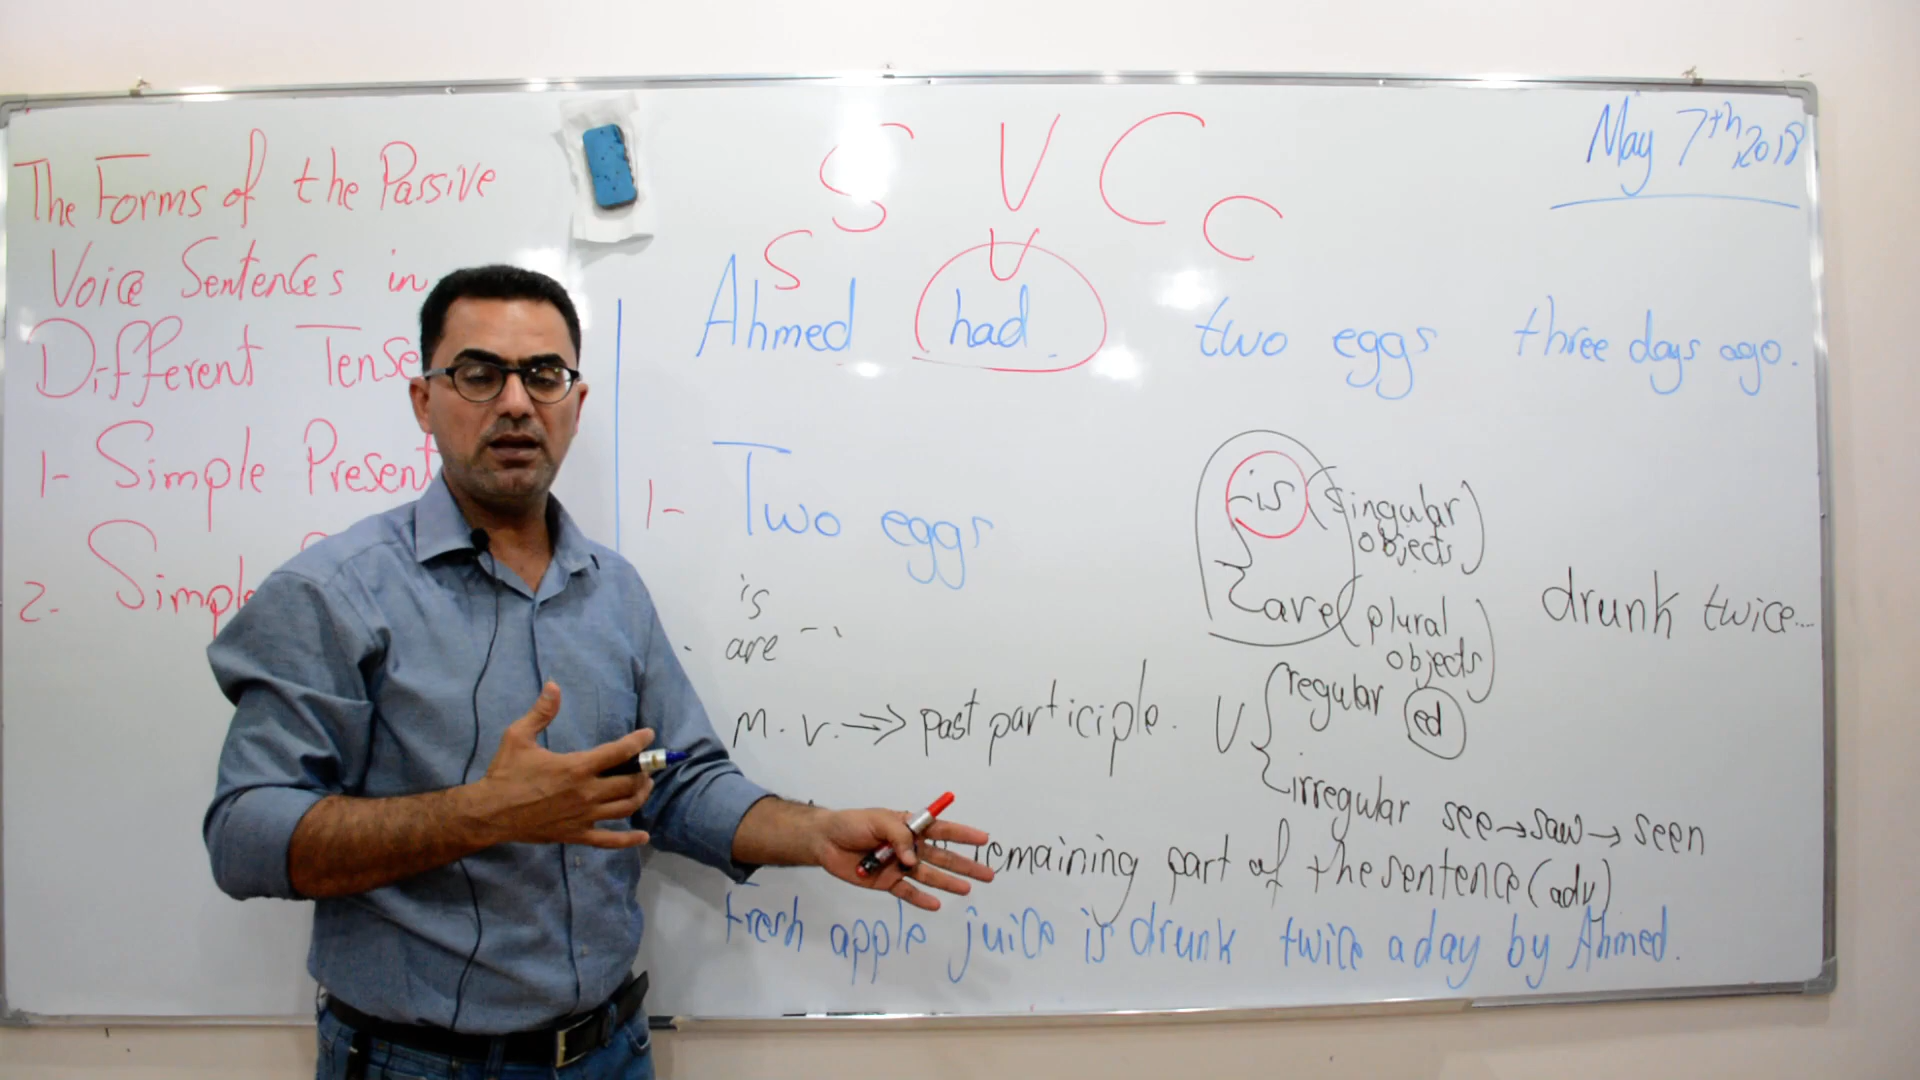 The Forms of the Passive
Voice Sentences in
Different Tense
1- Simple Present
2- Simple
May 7th, 2018
S V C C
S V
Ahmed had two eggs three days ago.
1- Two eggs
is
are
is (singular objects)
are (plural objects)
drunk twice...
M.V. => past participle. V
regular ed
irregular see → saw → seen
remaining part of the sentence (adv)
Fresh apple juice is drunk twice a day by Ahmed.